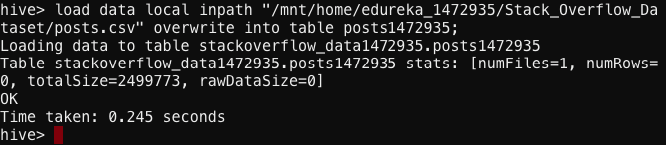 hive> load data local inpath "/mnt/home/edureka_1472935/Stack_Overflow_Da
taset/posts.csv" overwrite into table posts1472935;
Loading data to table stackoverflow_data1472935.posts1472935
Table stackoverflow_data1472935.posts1472935 stats: [numFiles=1, numRows=
0, totalSize=2499773, rawDataSize=0]
OK
Time taken: 0.245 seconds
hive>